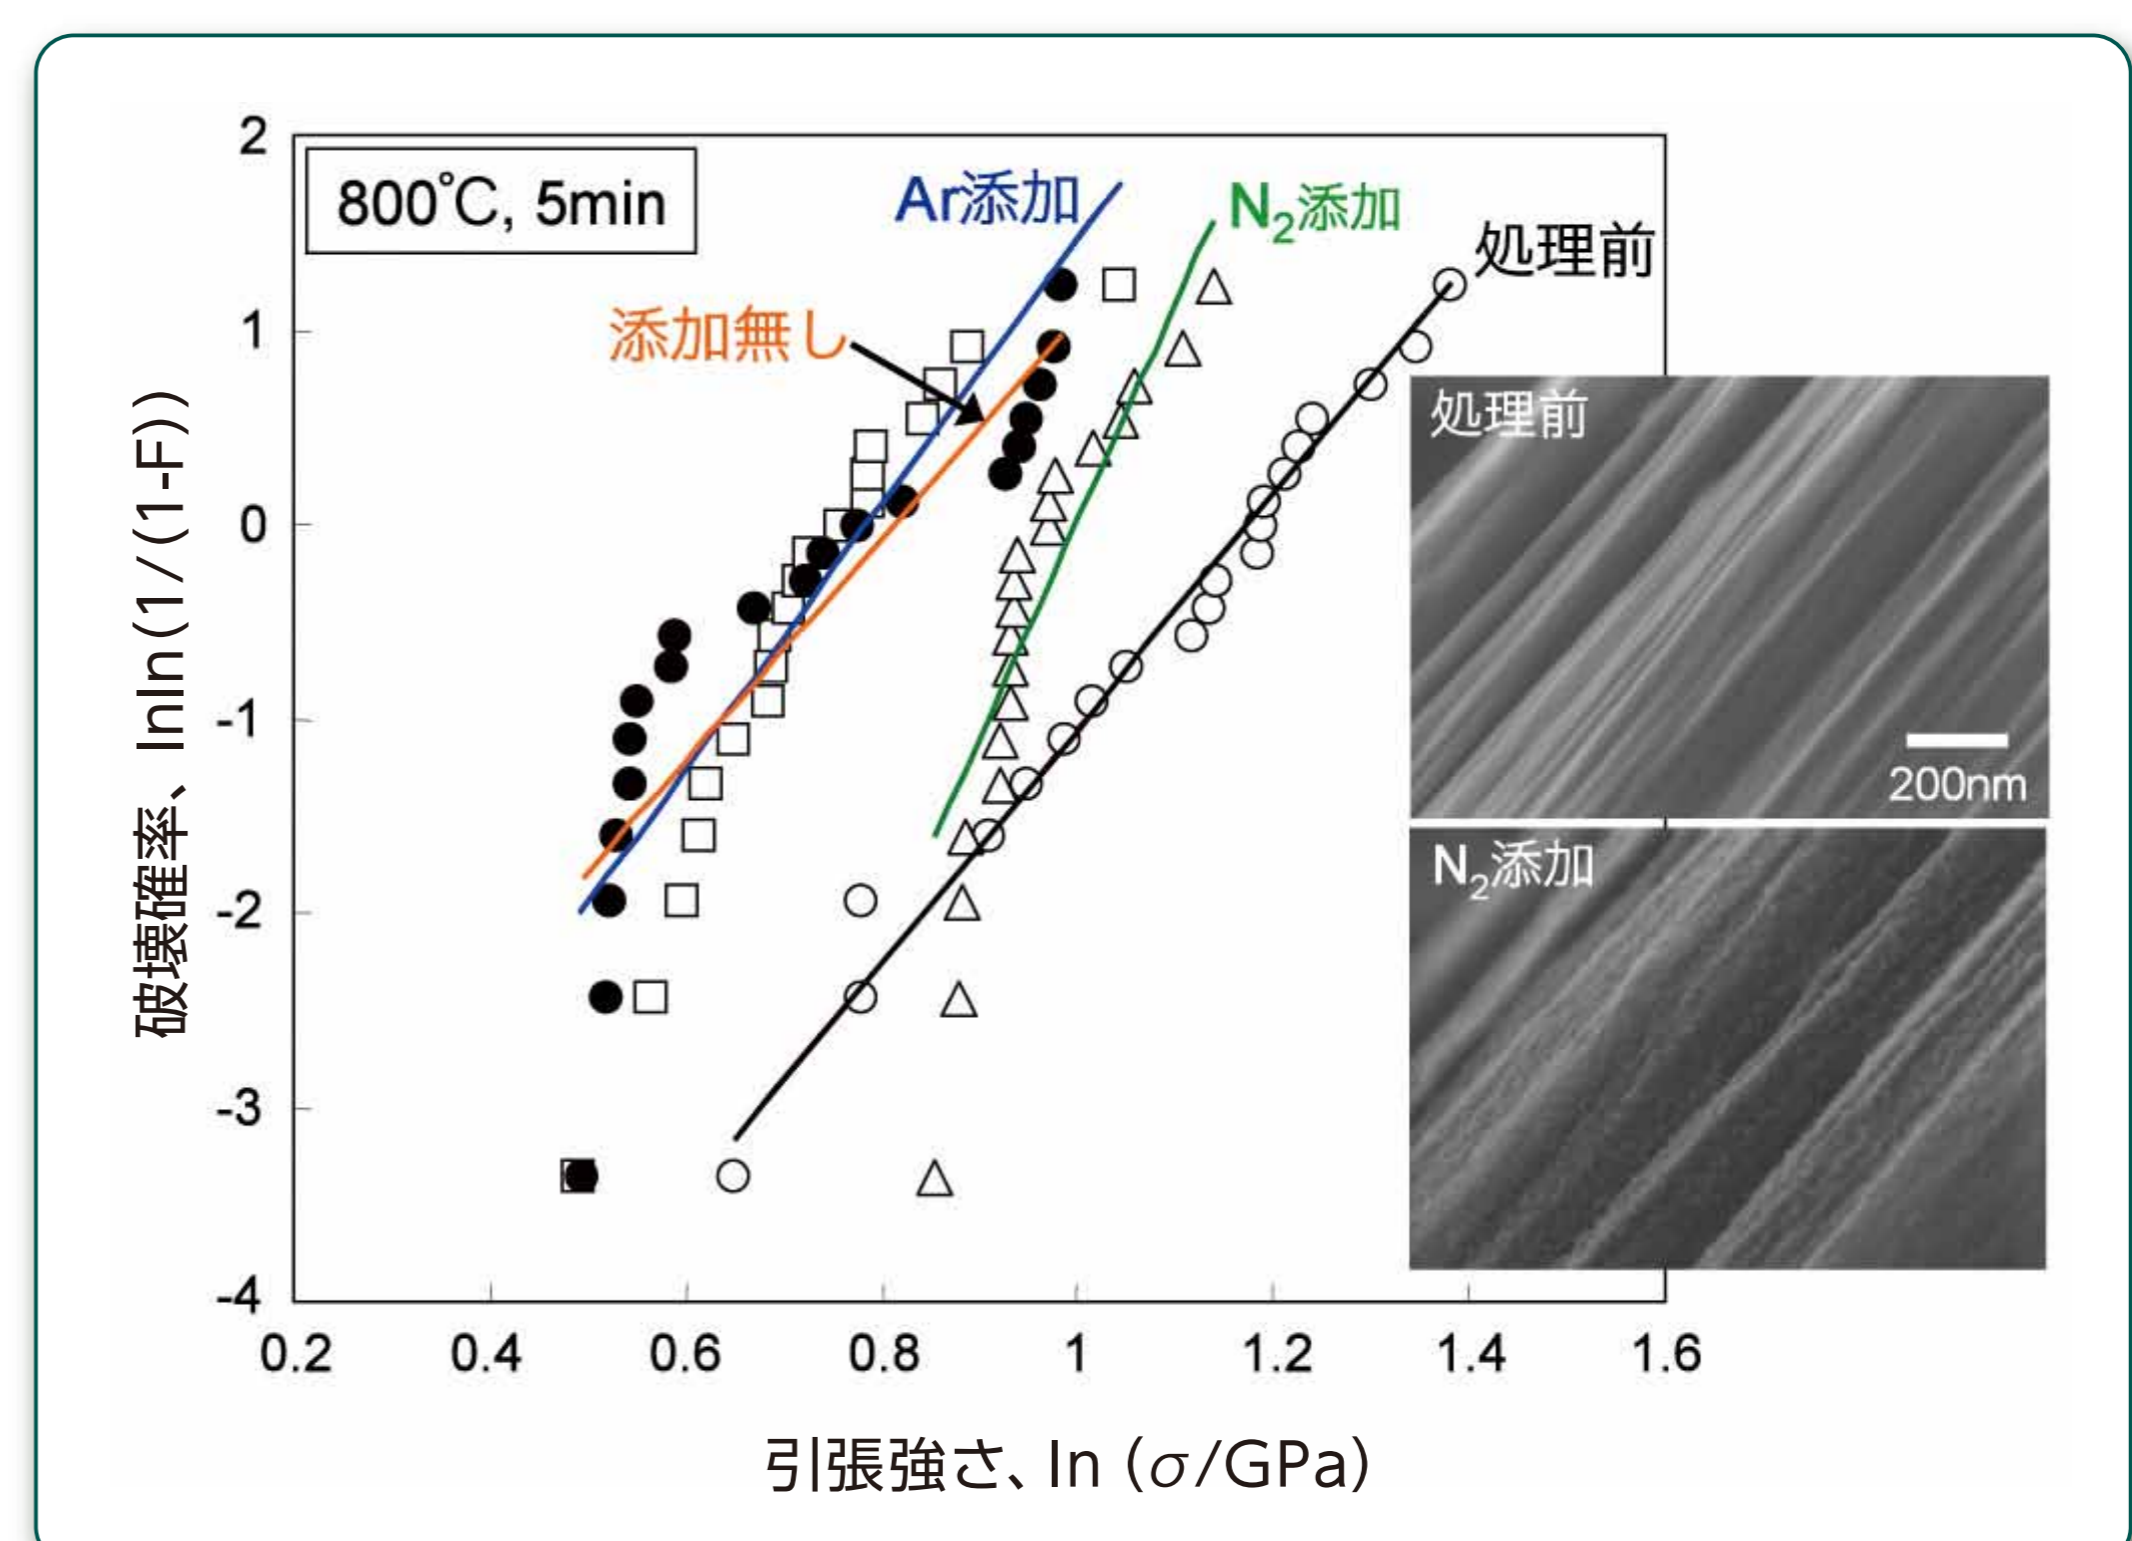 2
800℃, 5min
Ar添加
N₂添加
処理前
添加無し
1
0
-1
-2
-3
-4
破壊確率、lnln(1/(1-F))
処理前
200nm
N₂添加
0.2
0.4
0.6
0.8
1
1.2
1.4
1.6
引張強さ、ln (σ/GPa)